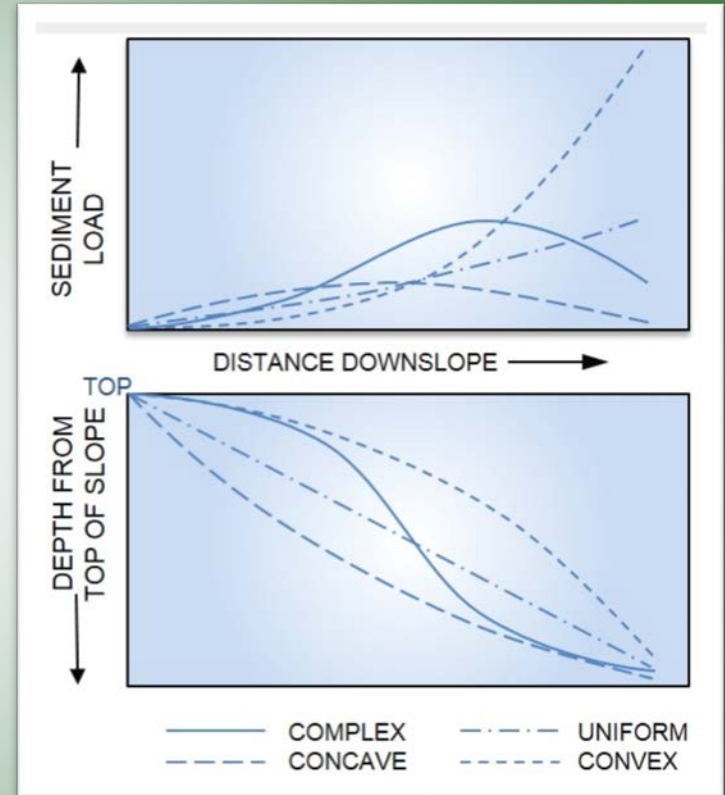 SEDIMENT
LOAD
DISTANCE DOWNSLOPE
TOP
DEPTH FROM
TOP OF SLOPE
COMPLEX
UNIFORM
CONCAVE
CONVEX